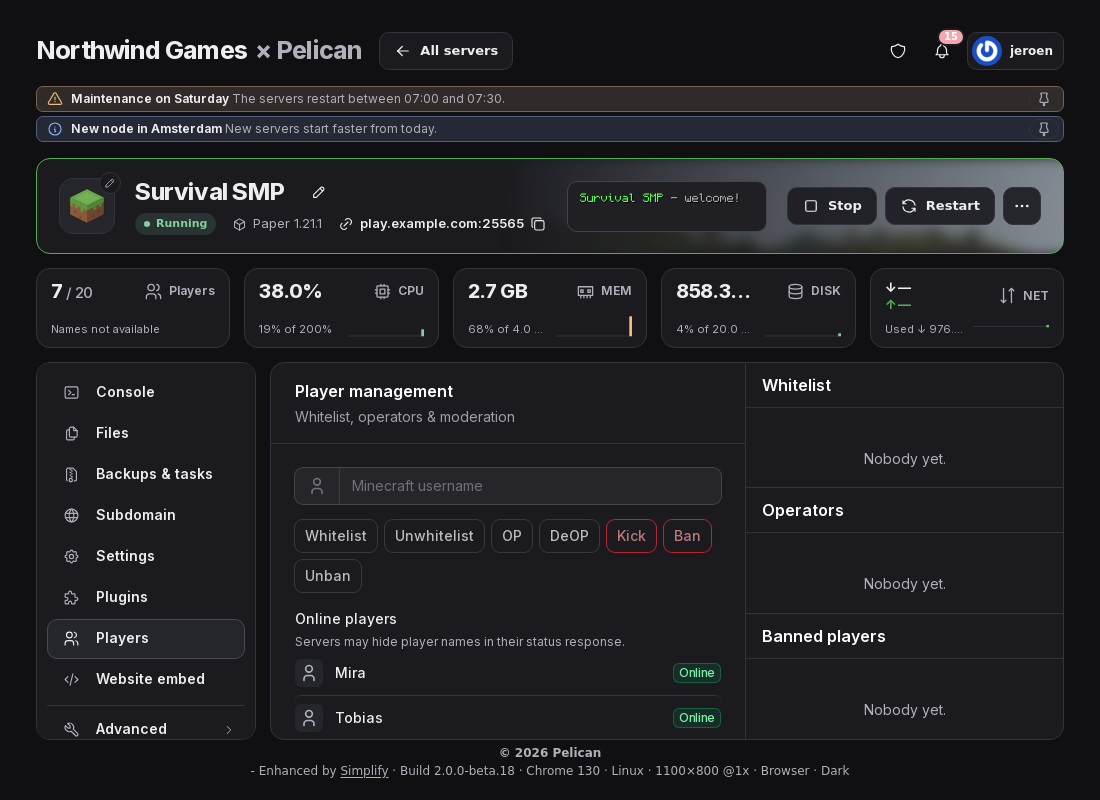 Northwind Games × Pelican
All servers
15
jeroen
Maintenance on Saturday The servers restart between 07:00 and 07:30.
New node in Amsterdam New servers start faster from today.
Survival SMP
Running
Paper 1.21.1
play.example.com:25565
Survival SMP – welcome!
Stop
Restart
7 / 20
Players
Names not available
38.0%
CPU
19% of 200%
2.7 GB
MEM
68% of 4.0 ...
858.3...
DISK
4% of 20.0 ...
↓—
↑—
NET
Used ↓ 976....
Console
Files
Backups & tasks
Subdomain
Settings
Plugins
Players
Website embed
Advanced
Player management
Whitelist, operators & moderation
Minecraft username
Whitelist
Unwhitelist
OP
DeOP
Kick
Ban
Unban
Online players
Servers may hide player names in their status response.
Mira
Online
Tobias
Online
Whitelist
Nobody yet.
Operators
Nobody yet.
Banned players
Nobody yet.
© 2026 Pelican
- Enhanced by Simplify · Build 2.0.0-beta.18 · Chrome 130 · Linux · 1100×800 @1x · Browser · Dark